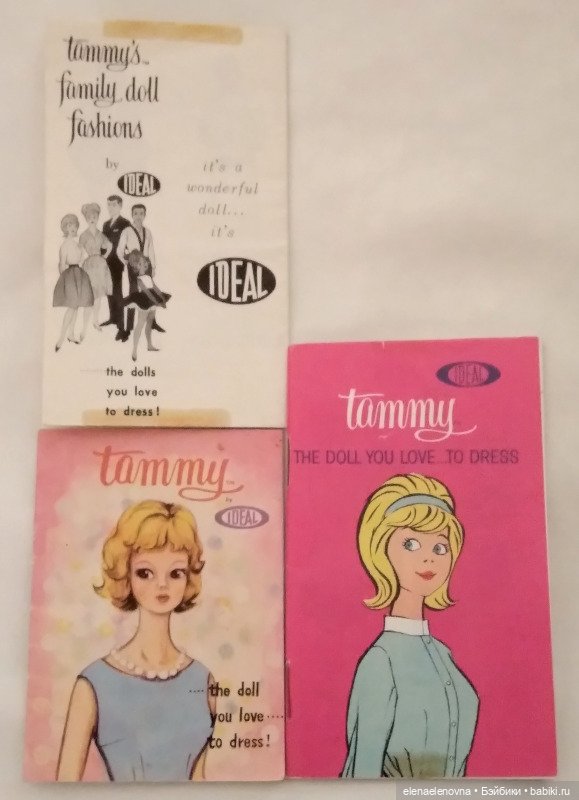 tammy's
family doll
fashions
by IDEAL
it's a
wonderful
doll...
it's
IDEAL
the dolls
you love
to dress!
tammy
by IDEAL
.... the doll
you love ....
to dress!
IDEAL
tammy
THE DOLL YOU LOVE...TO DRESS
elenaelenovna • Бэйбики • babiki.ru